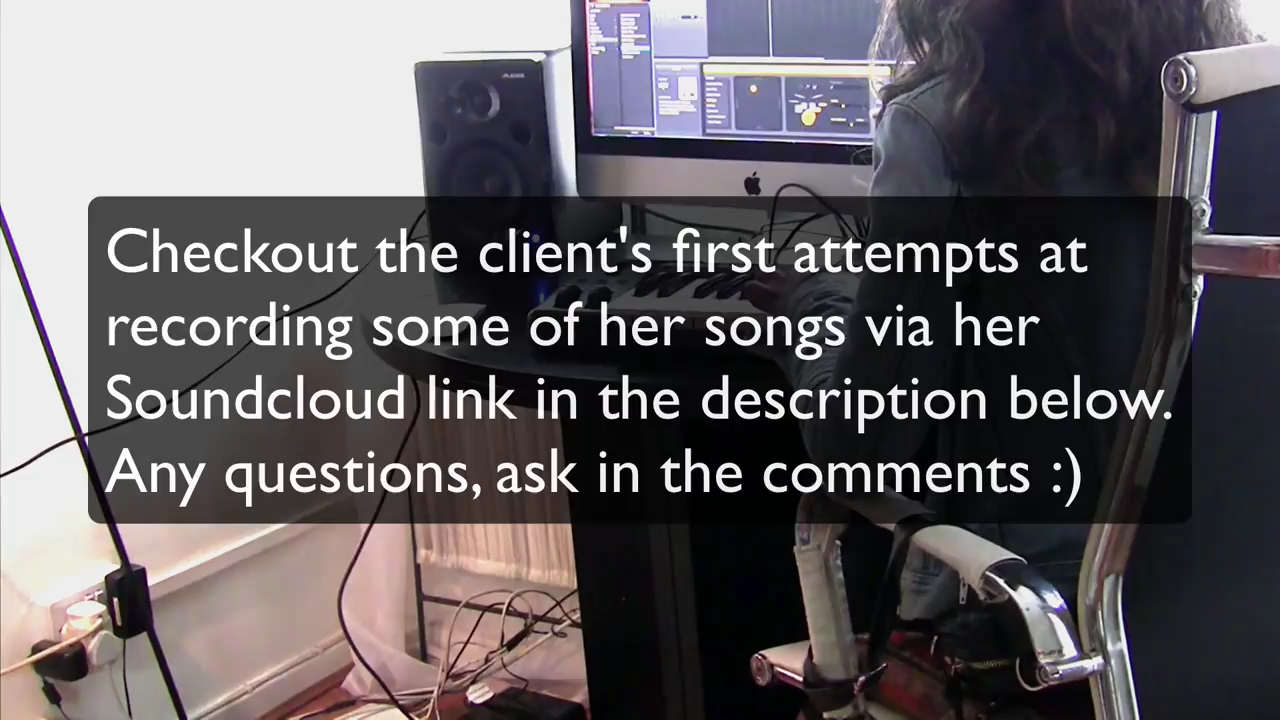 Checkout the client's first attempts at
recording some of her songs via her
Soundcloud link in the description below.
Any questions, ask in the comments :)